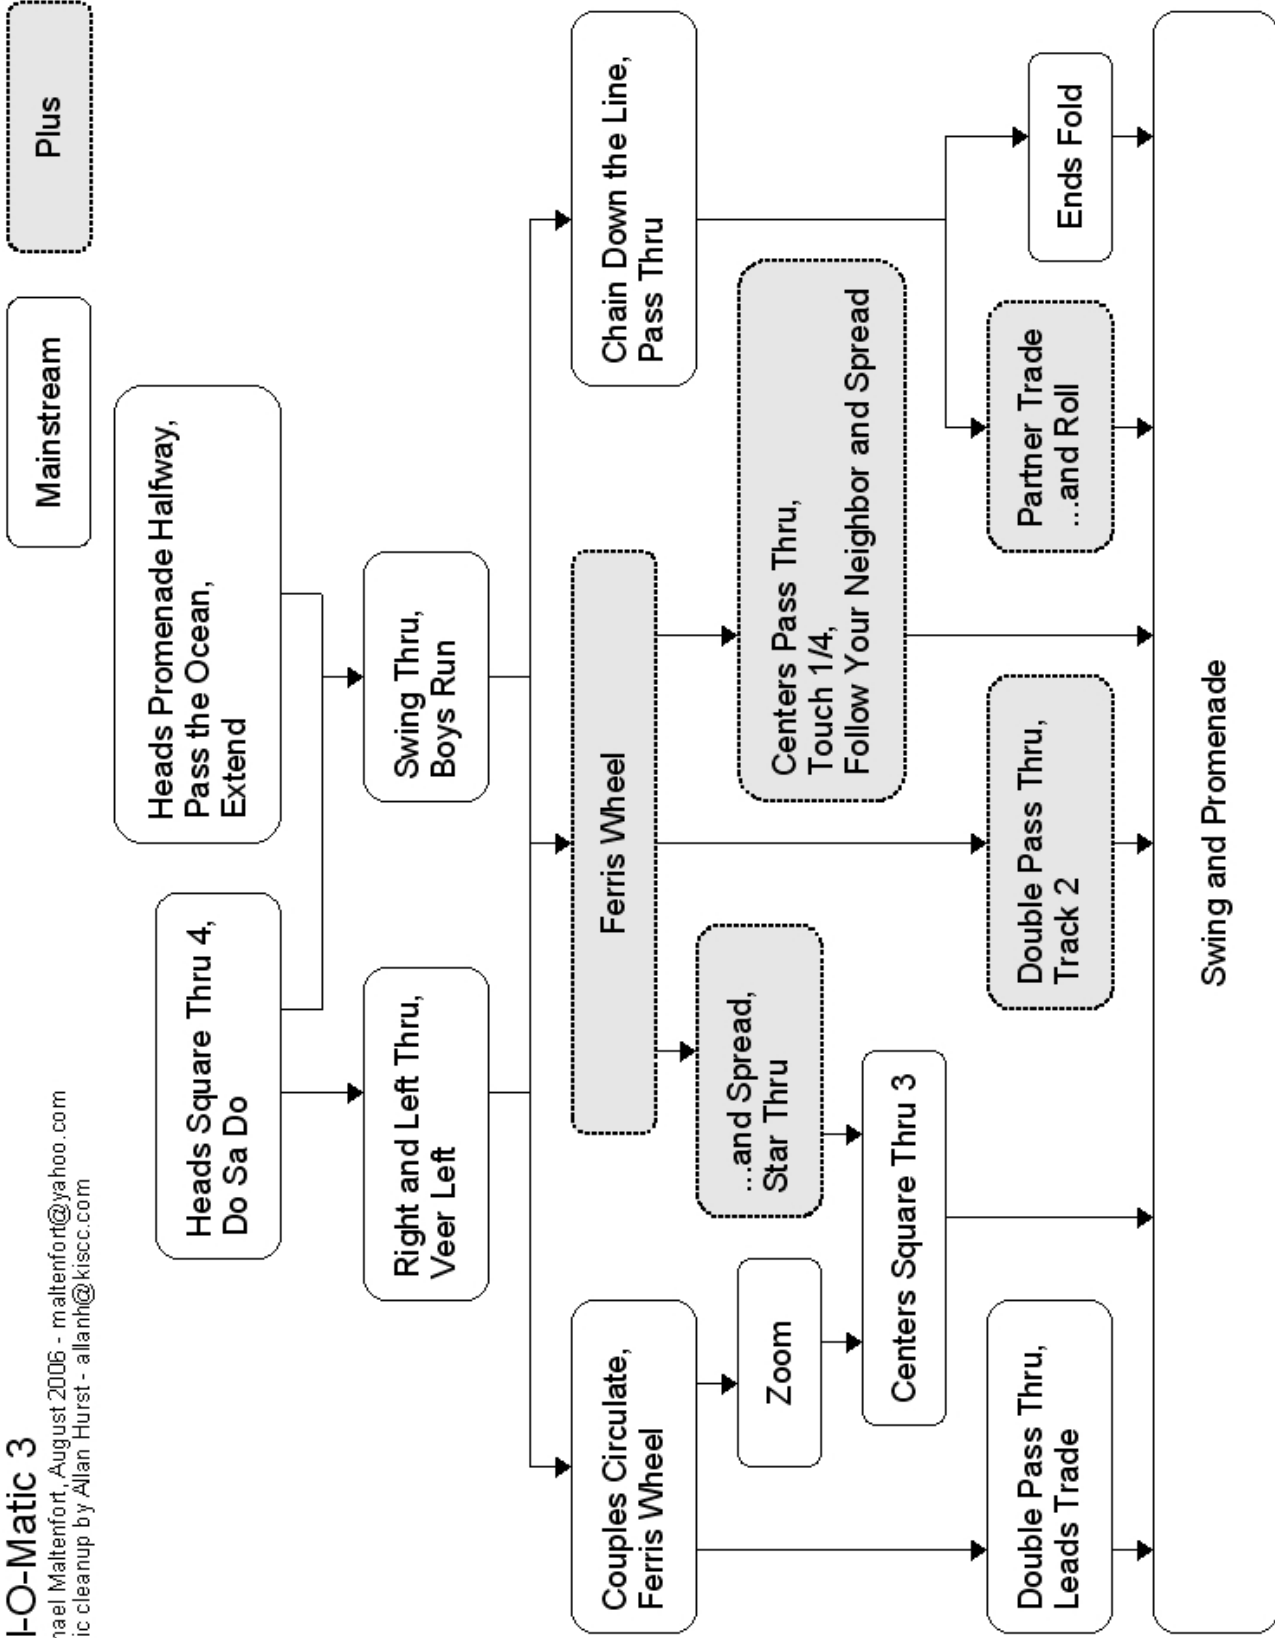 I-O-Matic 3
hael Maltenfort, August 2006 - maltenfort@yahoo.com
ic cleanup by Allan Hurst - allanh@kiscc.com
Mainstream
Plus
Heads Square Thru 4,
Do Sa Do
Heads Promenade Halfway,
Pass the Ocean,
Extend
Right and Left Thru,
Veer Left
Swing Thru,
Boys Run
Couples Circulate,
Ferris Wheel
Ferris Wheel
Chain Down the Line,
Pass Thru
...and Spread,
Star Thru
Zoom
Centers Pass Thru,
Touch 1/4,
Follow Your Neighbor and Spread
Centers Square Thru 3
Double Pass Thru,
Leads Trade
Double Pass Thru,
Track 2
Partner Trade
...and Roll
Ends Fold
Swing and Promenade